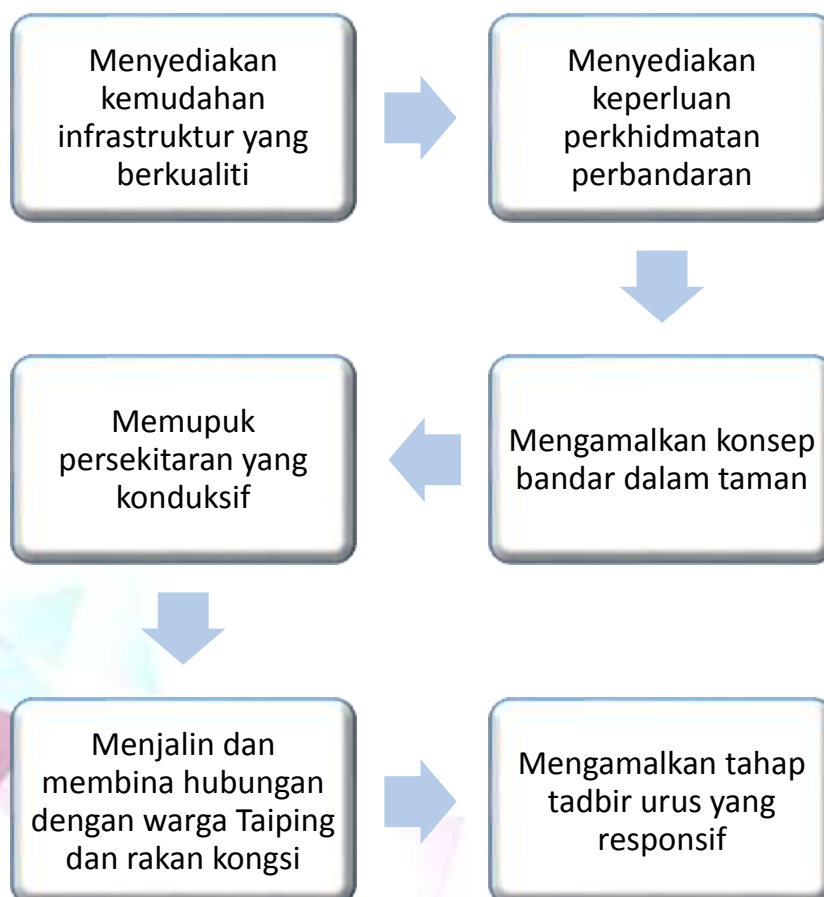 Menyediakan
kemudahan
infrastruktur yang
berkualiti
Menyediakan
keperluan
perkhidmatan
perbandaran
Mengamalkan konsep
bandar dalam taman
Memupuk
persekitaran yang
konduksif
Menjalin dan
membina hubungan
dengan warga Taiping
dan rakan kongsi
Mengamalkan tahap
tadbir urus yang
responsif